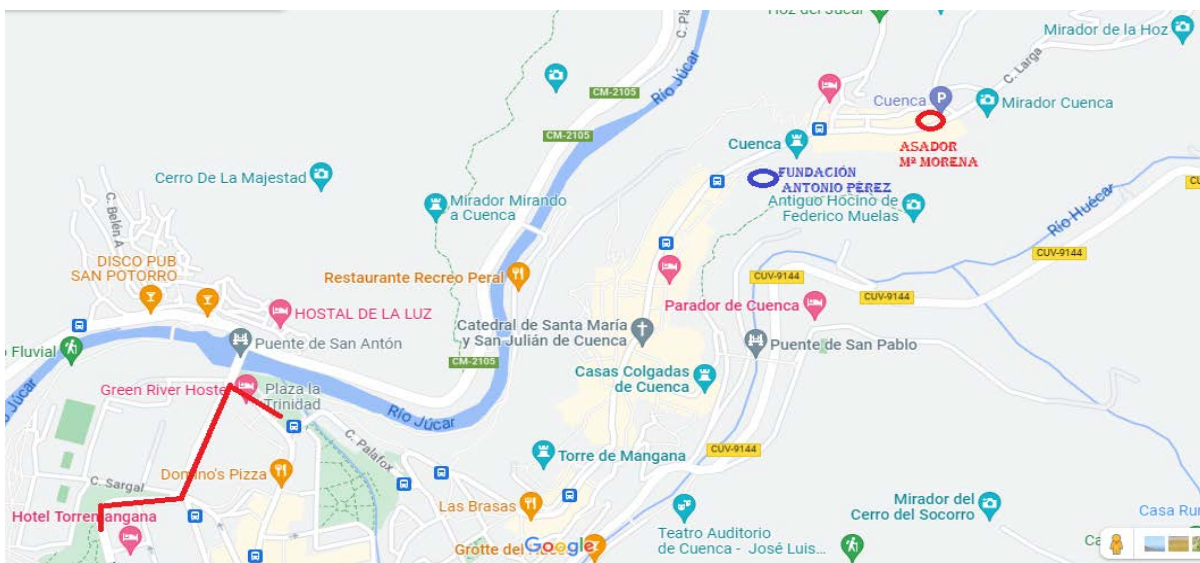 Hoz del Júcar
Mirador de la Hoz
C. Larga
Río Júcar
CM-2105
CM-2105
Cuenca
Mirador Cuenca
ASADOR
Mª MORENA
Cuenca
FUNDACIÓN
ANTONIO PÉREZ
Cerro De La Majestad
Mirador Mirando
a Cuenca
Antiguo Hocino de
Federico Muelas
Río Huécar
CUV-9144
C. Belén A
DISCO PUB
SAN POTORRO
Restaurante Recreo Peral
CUV-9144
CUV-9144
Parador de Cuenca
HOSTAL DE LA LUZ
Catedral de Santa María
y San Julián de Cuenca
Puente de San Antón
Puente de San Pablo
Fluvial
CM-2105
Casas Colgadas
de Cuenca
Green River Hostel
Plaza la
Trinidad
Río Júcar
Río Júcar
C. Palafox
CUV-9144
Torre de Mangana
Domino's Pizza
C. Sargal
Las Brasas
Mirador del
Cerro del Socorro
Hotel Torremangana
Teatro Auditorio
de Cuenca - José Luis...
Casa Rur
Grotte del
Google